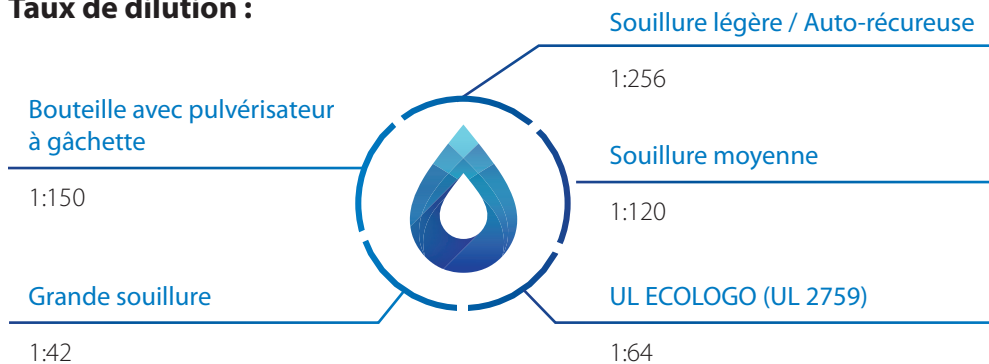 Taux de dilution :
Souillure légère / Auto-récureuse
1:256
Bouteille avec pulvérisateur
à gâchette
1:150
Souillure moyenne
1:120
Grande souillure
1:42
UL ECOLOGO (UL 2759)
1:64